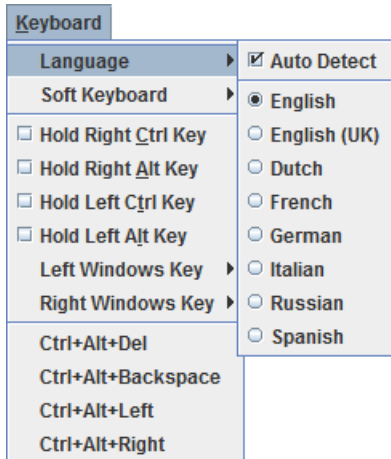 Keyboard
Language
Soft Keyboard
Hold Right Ctrl Key
Hold Right Alt Key
Hold Left Ctrl Key
Hold Left Alt Key
Left Windows Key
Right Windows Key
Ctrl+Alt+Del
Ctrl+Alt+Backspace
Ctrl+Alt+Left
Ctrl+Alt+Right
Auto Detect
English
English (UK)
Dutch
French
German
Italian
Russian
Spanish